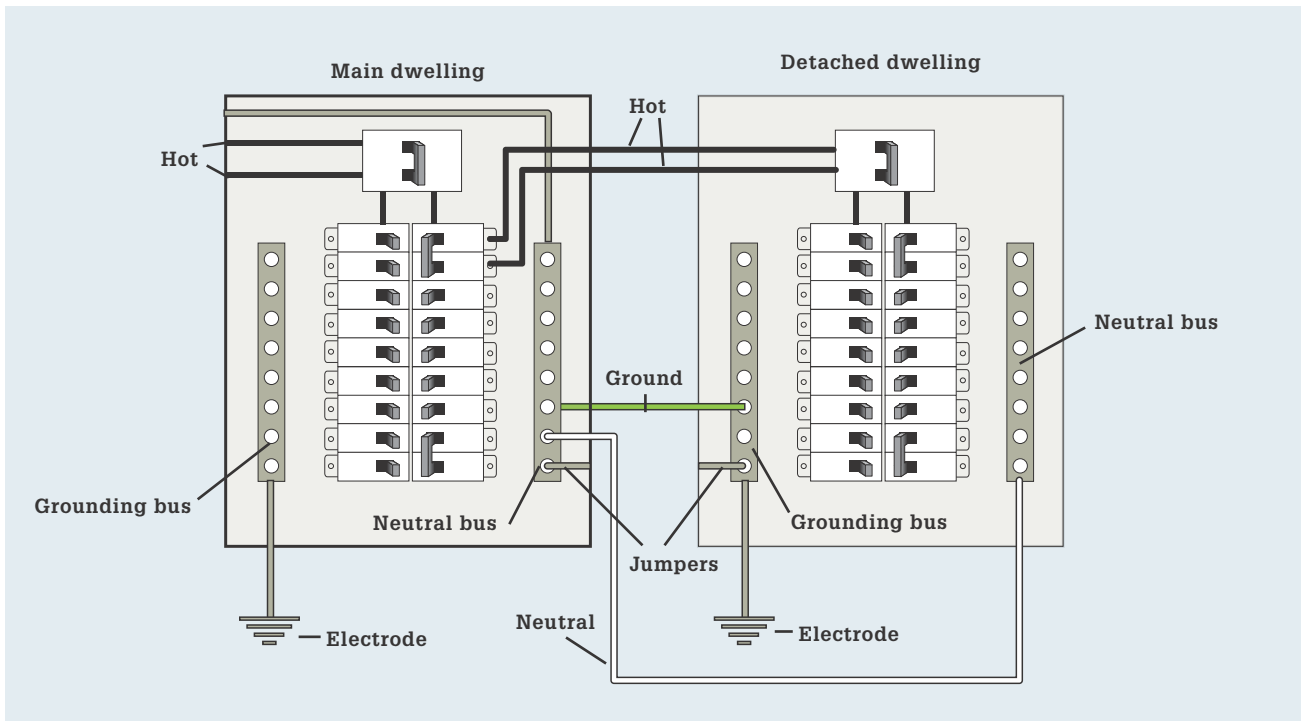 Main dwelling
Detached dwelling
Hot
Hot
Neutral bus
Ground
Grounding bus
Neutral bus
Grounding bus
Jumpers
Neutral
Electrode
Electrode